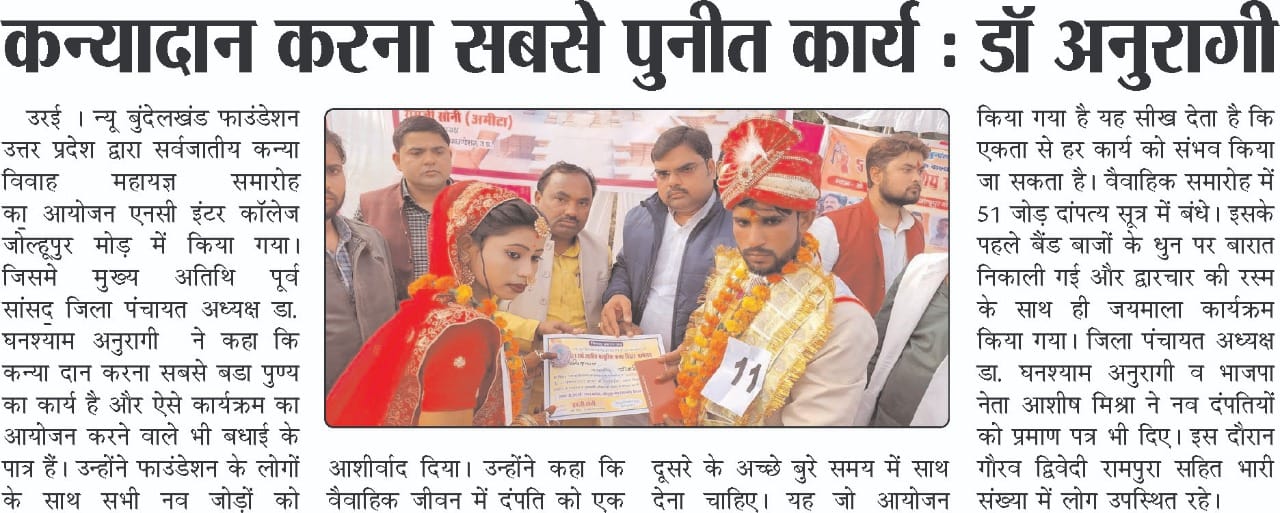 कन्यादान करना सबसे पुनीत कार्य : डॉ अनुरागी
उरई । न्यू बुंदेलखंड फाउंडेशन
उत्तर प्रदेश द्वारा सर्वजातीय कन्या
विवाह महायज्ञ समारोह
का आयोजन एनसी इंटर कॉलेज
जोल्हूपुर मोड़ में किया गया।
जिसमे मुख्य अतिथि पूर्व
सांसद जिला पंचायत अध्यक्ष डा.
घनश्याम अनुरागी ने कहा कि
कन्या दान करना सबसे बडा पुण्य
का कार्य है और ऐसे कार्यक्रम का
आयोजन करने वाले भी बधाई के
पात्र हैं। उन्होंने फाउंडेशन के लोगों
के साथ सभी नव जोड़ों को
सोनी (अमीटा)
11
आशीर्वाद दिया। उन्होंने कहा कि
वैवाहिक जीवन में दंपति को एक
दूसरे के अच्छे बुरे समय में साथ
देना चाहिए। यह जो आयोजन
किया गया है यह सीख देता है कि
एकता से हर कार्य को संभव किया
जा सकता है। वैवाहिक समारोह में
51 जोड़ दांपत्य सूत्र में बंधे। इसके
पहले बैंड बाजों के धुन पर बारात
निकाली गई और द्वारचार की रस्म
के साथ ही जयमाला कार्यक्रम
किया गया। जिला पंचायत अध्यक्ष
डा. घनश्याम अनुरागी व भाजपा
नेता आशीष मिश्रा ने नव दंपतियों
को प्रमाण पत्र भी दिए। इस दौरान
गौरव द्विवेदी रामपुरा सहित भारी
संख्या में लोग उपस्थित रहे।